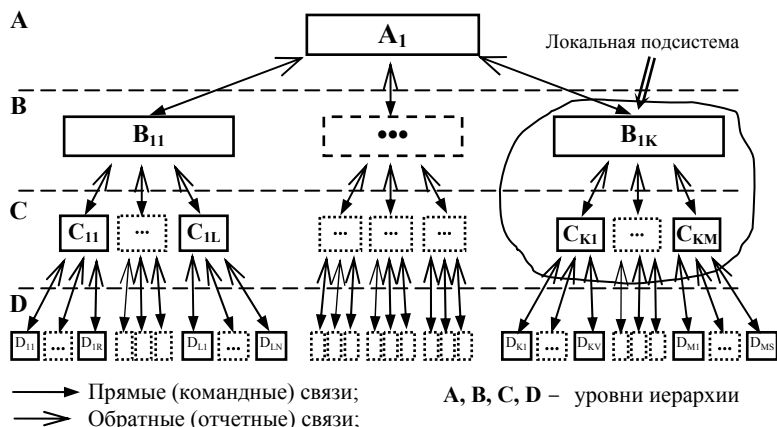 A
A₁
Локальная подсистема
B
B₁₁
•••
B₁K
C
C₁₁
...
C₁L
...
...
...
CK1
...
CKM
D
D₁₁
...
D₁R
DL1
...
DLN
DK1
...
DKV
DM1
...
DMS
Прямые (командные) связи;
A, B, C, D – уровни иерархии
Обратные (отчетные) связи;